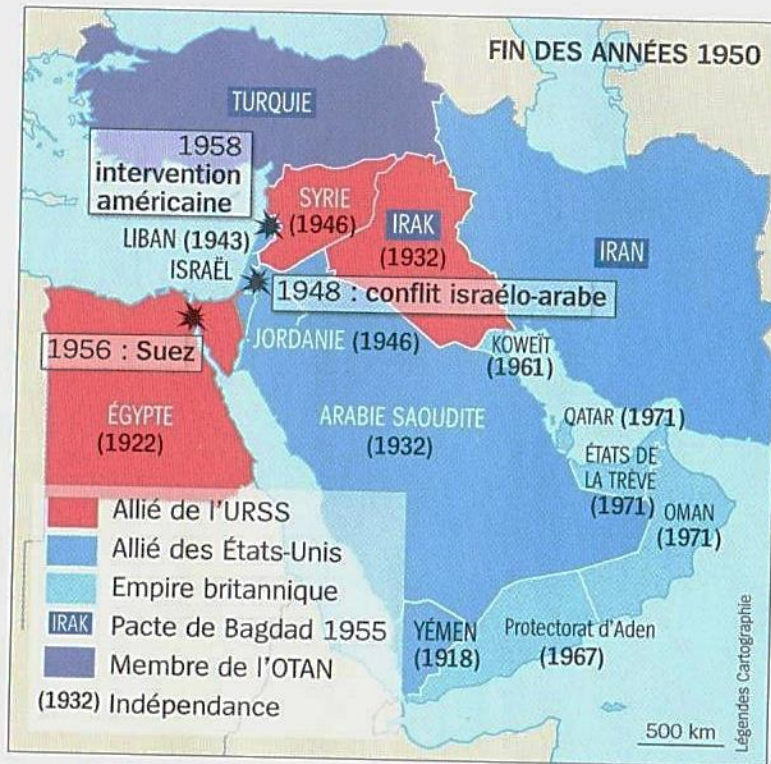 FIN DES ANNÉES 1950
TURQUIE
1958
intervention
américaine
SYRIE
(1946)
LIBAN (1943)
IRAK
(1932)
IRAN
ISRAËL
1948 : conflit israélo-arabe
1956 : Suez
JORDANIE (1946)
KOWEÏT
(1961)
ÉGYPTE
(1922)
ARABIE SAOUDITE
(1932)
QATAR (1971)
ÉTATS DE
LA TRÊVE
(1971)
OMAN
(1971)
YÉMEN
(1918)
Protectorat d'Aden
(1967)
Allié de l'URSS
Allié des États-Unis
Empire britannique
IRAK Pacte de Bagdad 1955
Membre de l'OTAN
(1932) Indépendance
500 km
Légendes Cartographie